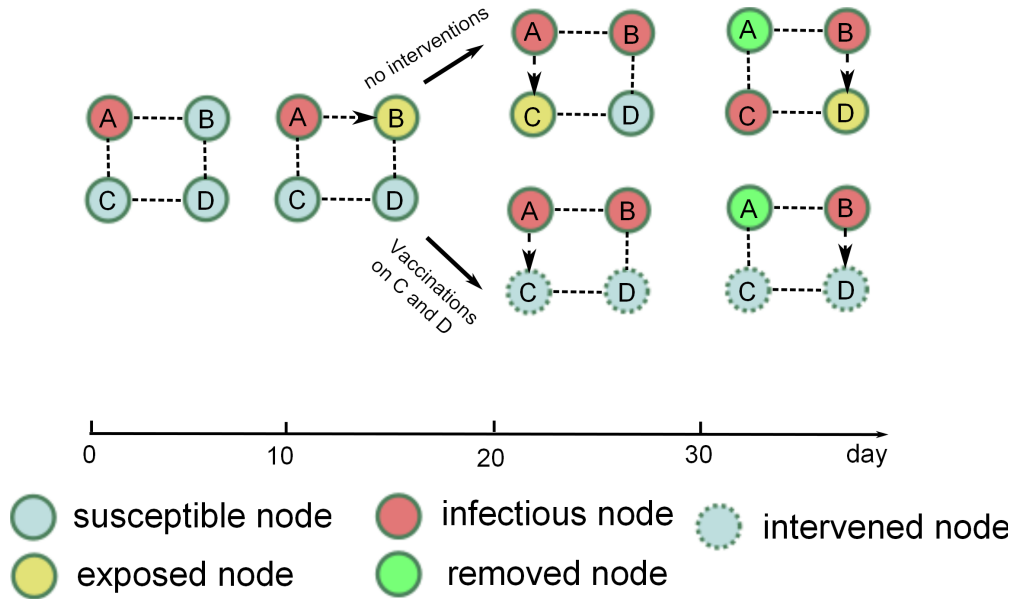 no interventions
A B
C D
A B
C D
A B
C D
A B
C D
Vaccinations
on C and D
A B
C D
A B
C D
0 10 20 30 day
susceptible node
infectious node
intervened node
exposed node
removed node